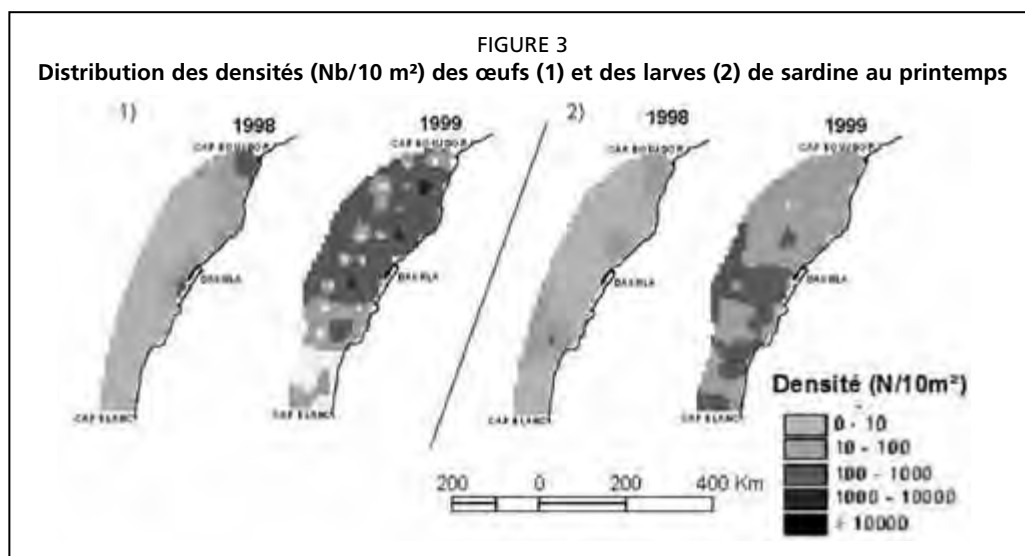 FIGURE 3
Distribution des densités (Nb/10 m²) des œufs (1) et des larves (2) de sardine au printemps
1)
1998
CAP BOUJDOR
1999
CAP BOUJDOR
2)
1998
CAP BOUJDOR
1999
CAP BOUJDOR
DAKHLA
DAKHLA
DAKHLA
DAKHLA
CAP BLANC
CAP BLANC
CAP BLANC
CAP BLANC
Densité (N/10m²)
0 - 10
10 - 100
100 - 1000
1000 - 10000
+ 10000
200 0 200 400 Km